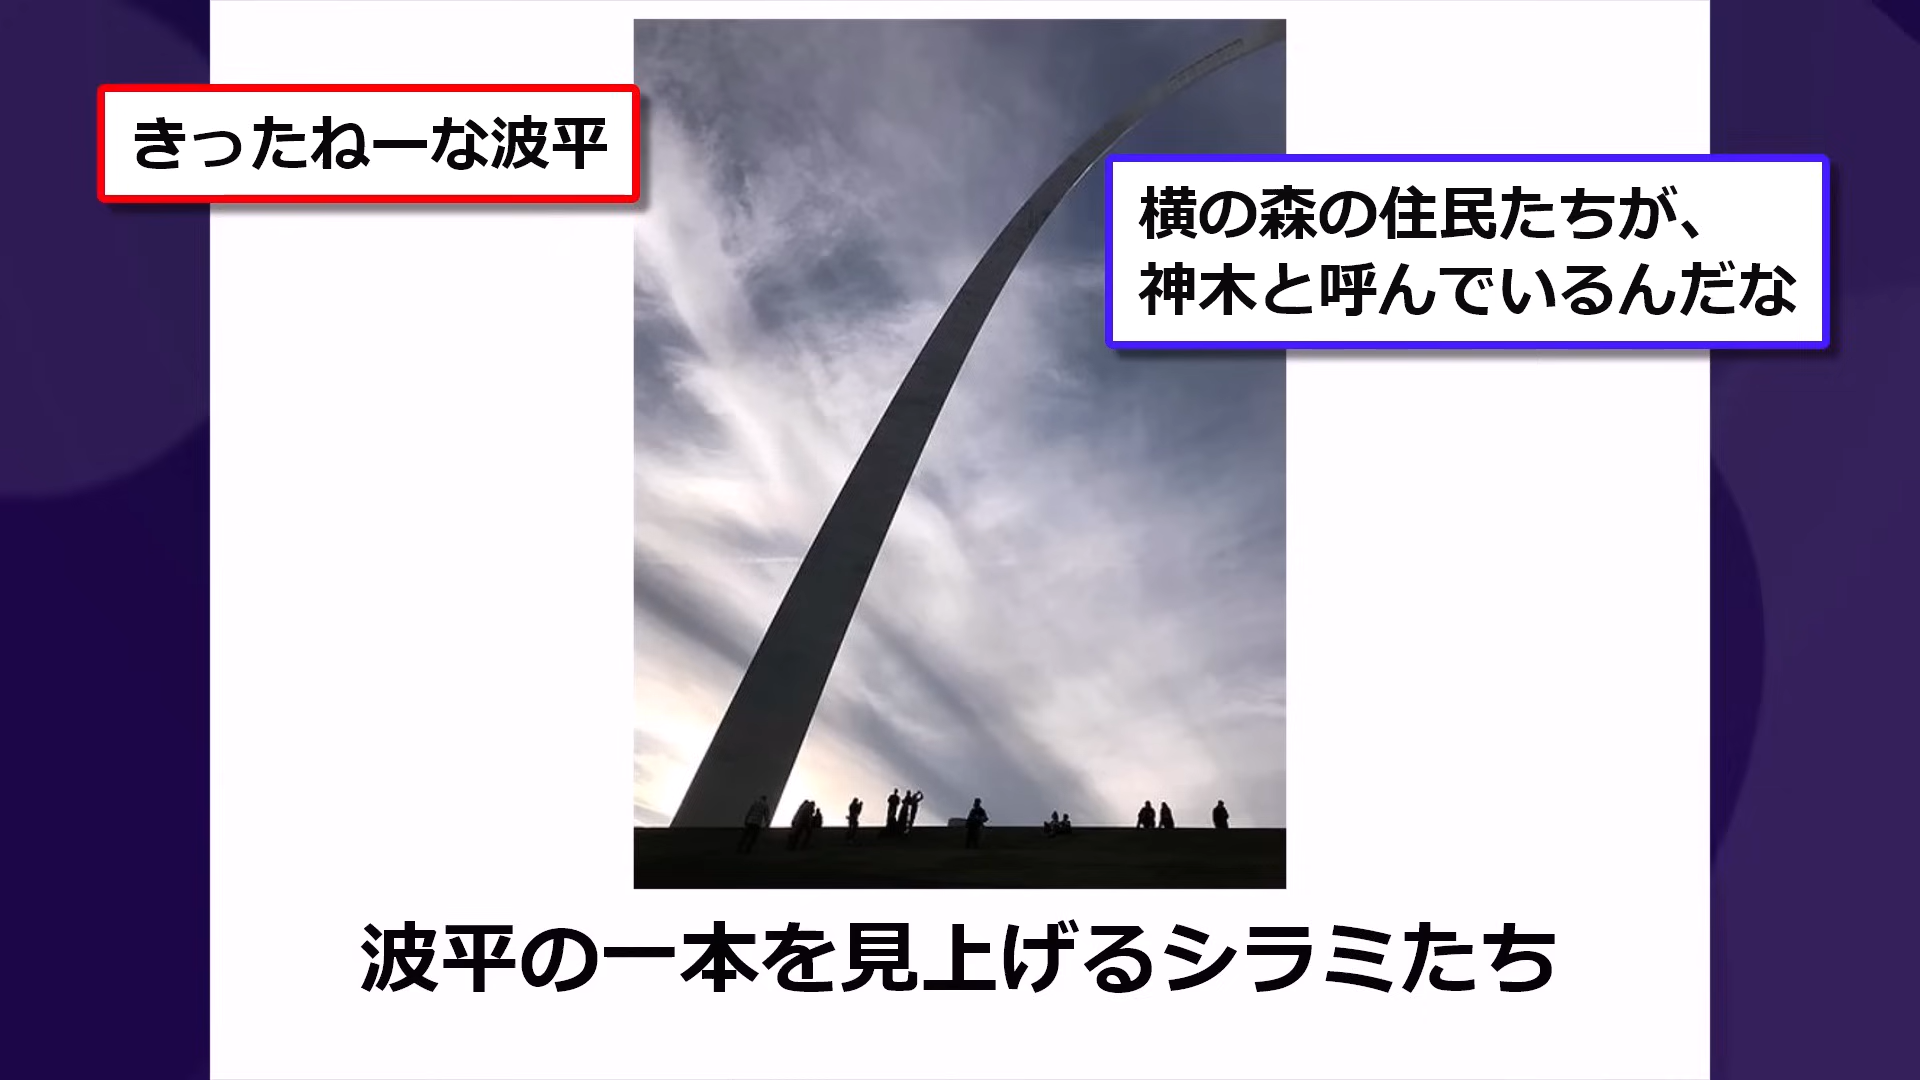 きったねーな波平
横の森の住民たちが、
神木と呼んでいるんだな
波平の一本を見上げるシラミたち